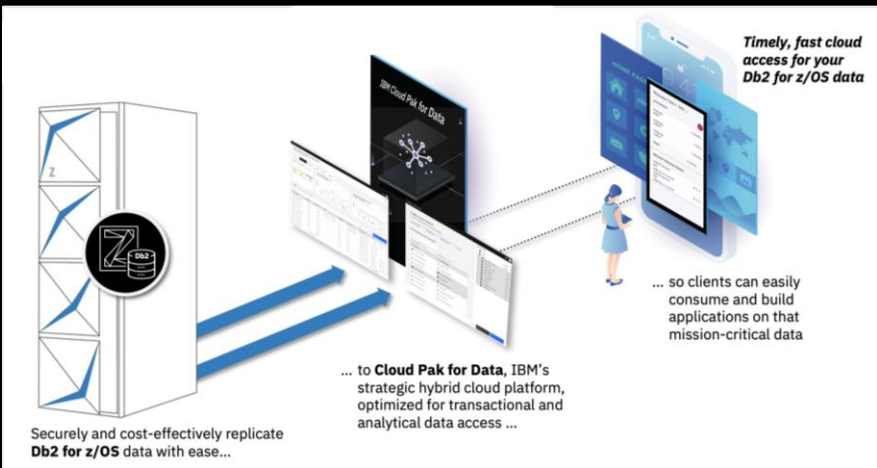 Timely, fast cloud
access for your
Db2 for z/OS data
IBM Cloud Pak for Data
HOME PAGE
Z
Db2
... so clients can easily
consume and build
applications on that
mission-critical data
... to Cloud Pak for Data, IBM's
strategic hybrid cloud platform,
optimized for transactional and
analytical data access ...
Securely and cost-effectively replicate
Db2 for z/OS data with ease...